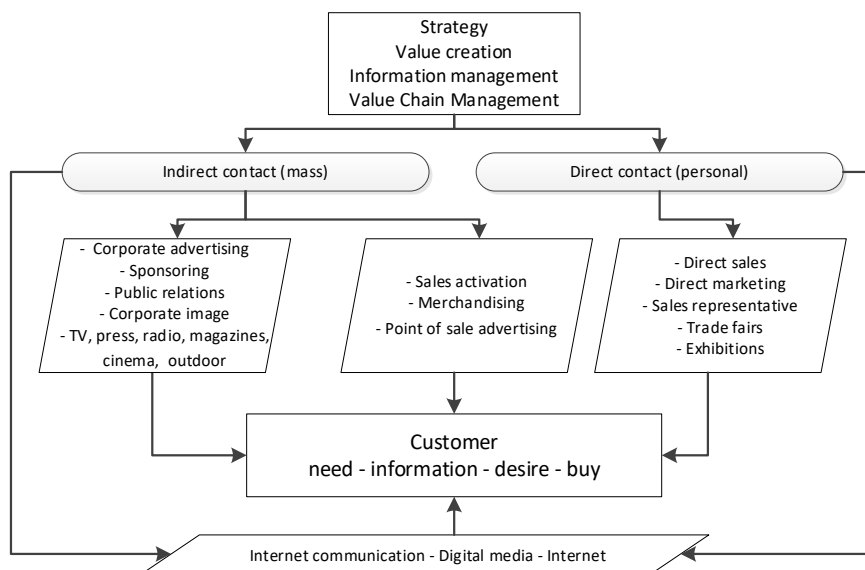 Strategy
Value creation
Information management
Value Chain Management
Indirect contact (mass)
Direct contact (personal)
- Corporate advertising
- Sponsoring
- Public relations
- Corporate image
- TV, press, radio, magazines,
cinema, outdoor
- Sales activation
- Merchandising
- Point of sale advertising
- Direct sales
- Direct marketing
- Sales representative
- Trade fairs
- Exhibitions
Customer
need - information - desire - buy
Internet communication - Digital media - Internet